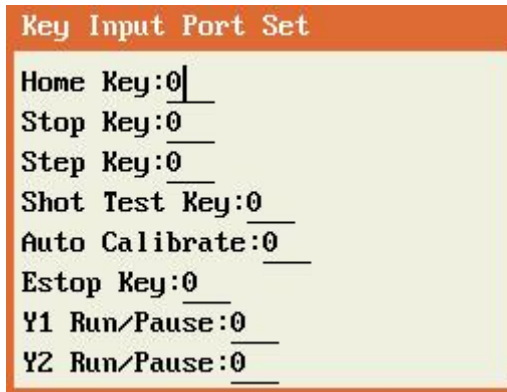 Key Input Port Set
Home Key:0
Stop Key:0
Step Key:0
Shot Test Key:0
Auto Calibrate:0
Estop Key:0
Y1 Run/Pause:0
Y2 Run/Pause:0